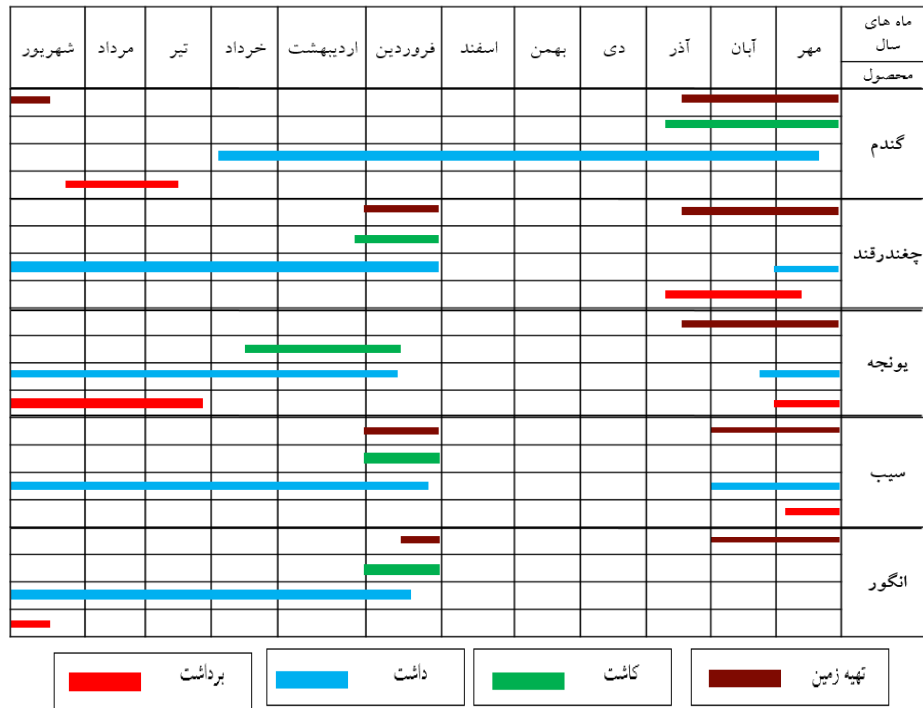 ماه های
سال
محصول
مهر
آبان
آذر
دی
بهمن
اسفند
فروردین
اردیبهشت
خرداد
تیر
مرداد
شهریور
گندم
چغندرقند
یونجه
سیب
انگور
تهیه زمین
کاشت
داشت
برداشت